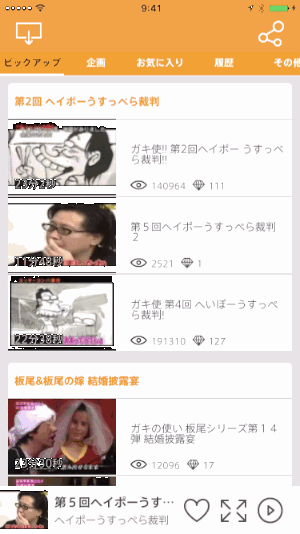 9:41
ピックアップ 企画 お気に入り 履歴 その他
第2回 ヘイポーうすっぺら裁判
ガキ使!! 第2回ヘイポー うすっぺ
ら裁判!!
140964 111
第５回ヘイポーうすっぺら裁判
２
2521 1
ガキ使 第4回 へいぽーうすっぺ
ら裁判!
22分48秒
191310 127
板尾&板尾の嫁 結婚披露宴
ガキの使い 板尾シリーズ第１４
弾 結婚披露宴
12096 17
第５回ヘイポーうす…
ヘイポーうすっぺら裁判